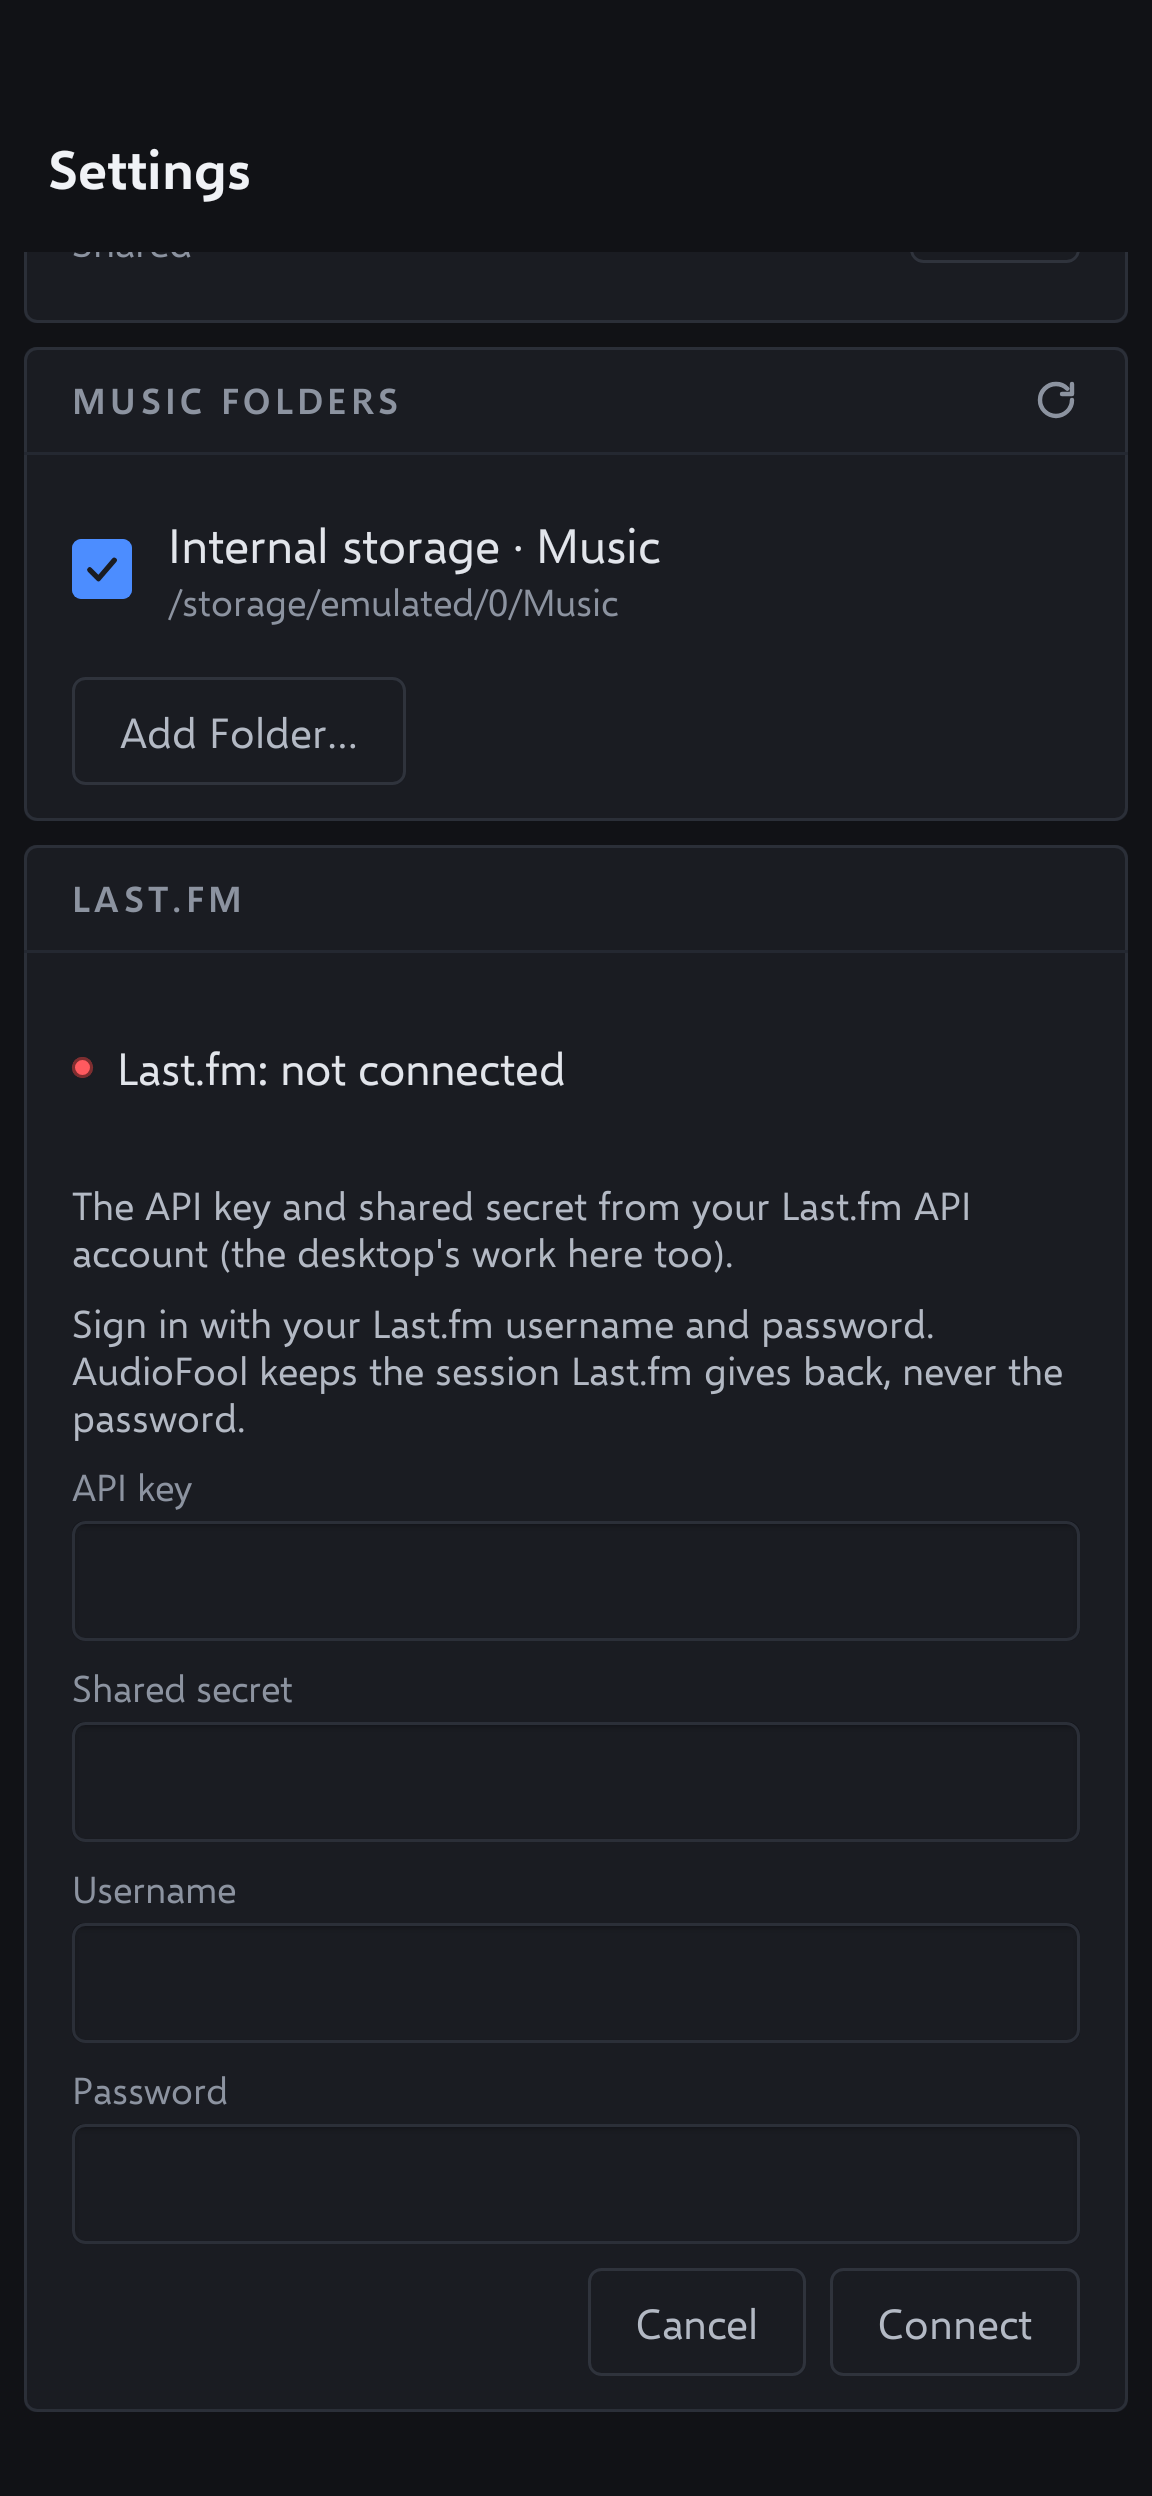 Settings
Shared
MUSIC FOLDERS
Internal storage · Music
/storage/emulated/0/Music
Add Folder...
LAST.FM
Last.fm: not connected
The API key and shared secret from your Last.fm API
account (the desktop's work here too).
Sign in with your Last.fm username and password.
AudioFool keeps the session Last.fm gives back, never the
password.
API key
Shared secret
Username
Password
Cancel
Connect